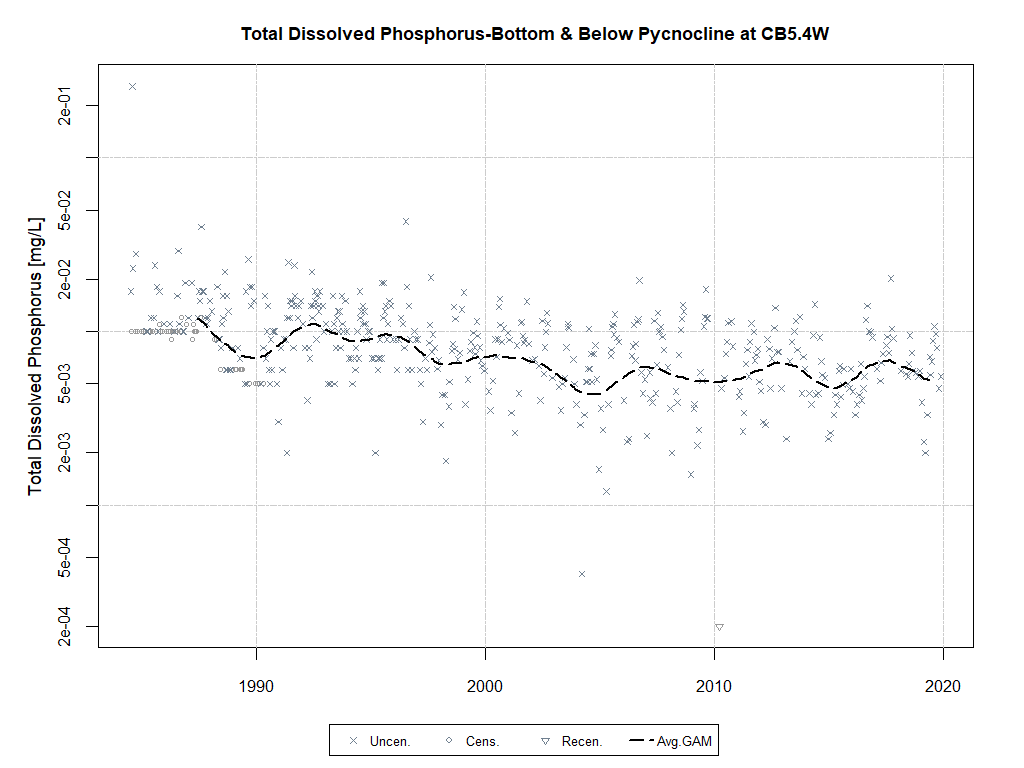 Total Dissolved Phosphorus-Bottom & Below Pycnocline at CB5.4W
Total Dissolved Phosphorus [mg/L]
2e-01
5e-02
2e-02
5e-03
2e-03
5e-04
2e-04
1990 2000 2010 2020
Uncen. Cens. Recen. Avg.GAM